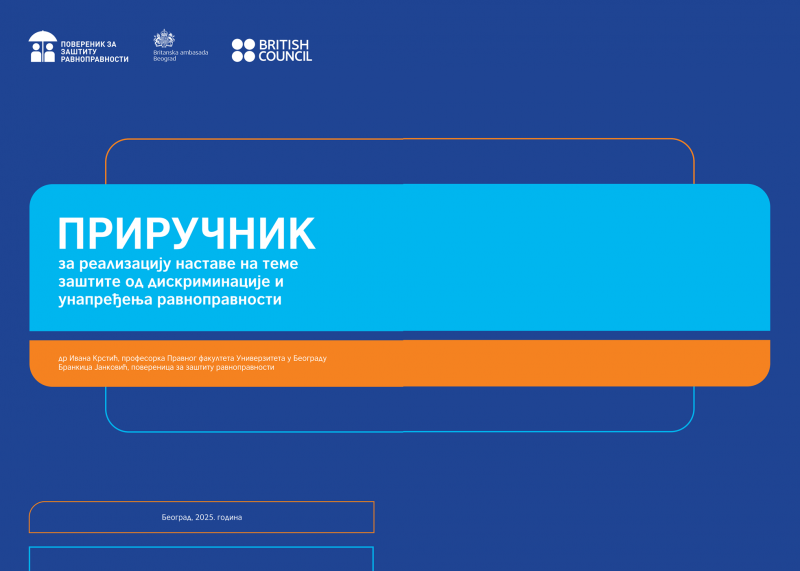 ПОВЕРЕНИК ЗА
ЗАШТИТУ
РАВНОПРАВНОСТИ
Britanska ambasada
Beograd
BRITISH
COUNCIL
ПРИРУЧНИК
за реализацију наставе на теме
заштите од дискриминације и
унапређења равноправности
др Ивана Крстић, професорка Правног факултета Универзитета у Београду
Бранкица Јанковић, повереница за заштиту равноправности
Београд, 2025. година